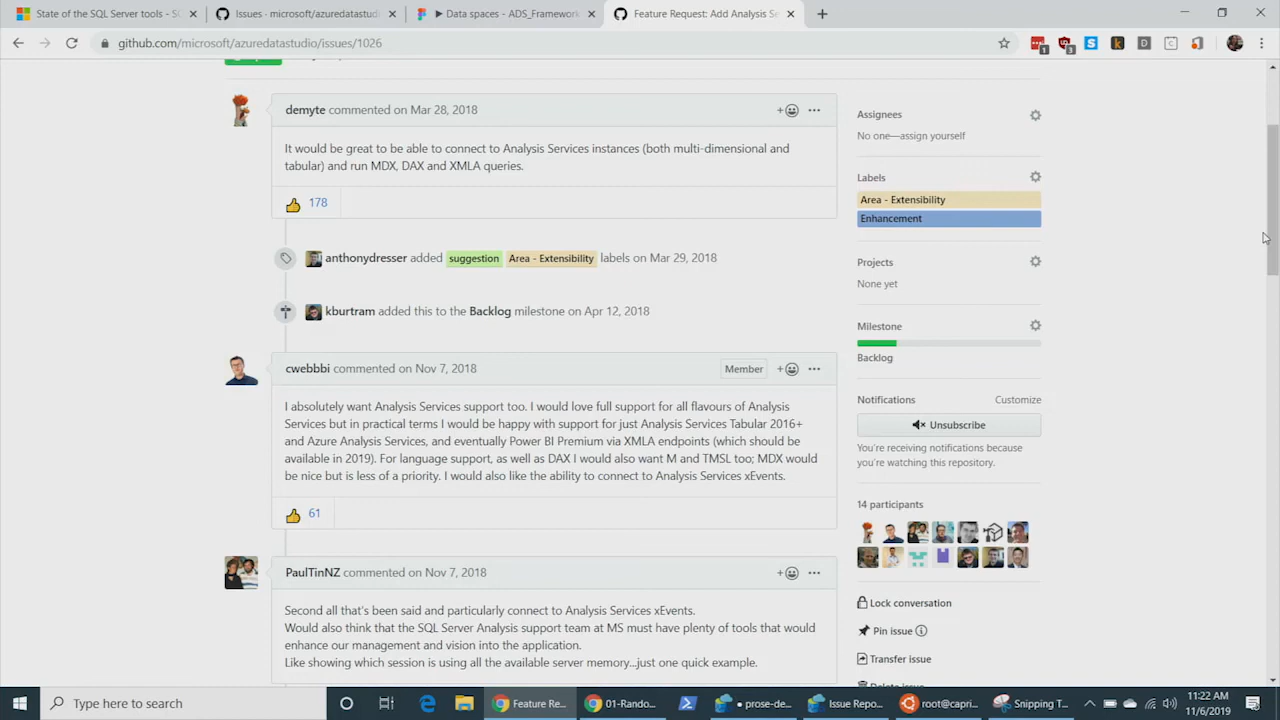 State of the SQL Server tools - SQ
Issues · microsoft/azuredatastudi
Data spaces - ADS_Framework
Feature Request: Add Analysis Se
github.com/microsoft/azuredatastudio/issues/1026
demyte commented on Mar 28, 2018
It would be great to be able to connect to Analysis Services instances (both multi-dimensional and
tabular) and run MDX, DAX and XMLA queries.
178
anthonydresser added suggestion Area - Extensibility labels on Mar 29, 2018
kburtram added this to the Backlog milestone on Apr 12, 2018
cwebbbi commented on Nov 7, 2018
Member
I absolutely want Analysis Services support too. I would love full support for all flavours of Analysis
Services but in practical terms I would be happy with support for just Analysis Services Tabular 2016+
and Azure Analysis Services, and eventually Power BI Premium via XMLA endpoints (which should be
available in 2019). For language support, as well as DAX I would also want M and TMSL too; MDX would
be nice but is less of a priority. I would also like the ability to connect to Analysis Services xEvents.
61
PaulTinNZ commented on Nov 7, 2018
Second all that's been said and particularly connect to Analysis Services xEvents.
Would also think that the SQL Server Analysis support team at MS must have plenty of tools that would
enhance our management and vision into the application.
Like showing which session is using all the available server memory...just one quick example.
Assignees
No one—assign yourself
Labels
Area - Extensibility
Enhancement
Projects
None yet
Milestone
Backlog
Notifications
Customize
Unsubscribe
You're receiving notifications because
you're watching this repository.
14 participants
Lock conversation
Pin issue
Transfer issue
Delete issue
Type here to search
Feature Re...
01-Rando...
prose-de...
Issue Repo...
root@capri...
Snipping T...
11:22 AM
11/6/2019